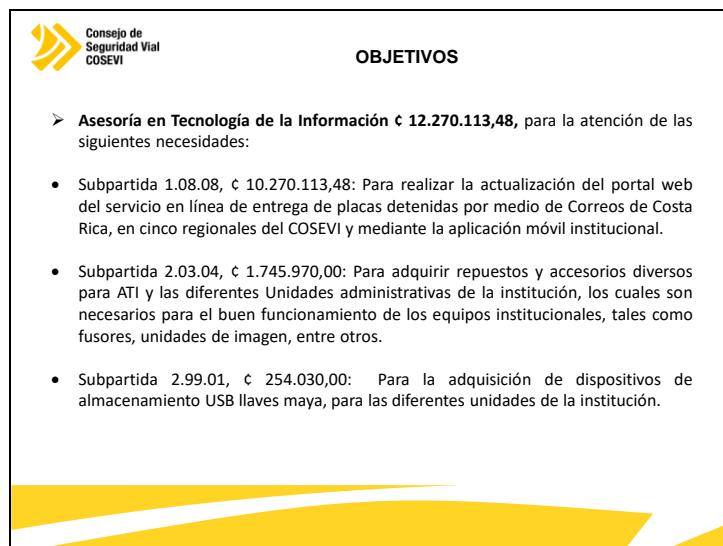 Consejo de
Seguridad Vial
COSEVI
OBJETIVOS
➢ Asesoría en Tecnología de la Información ¢ 12.270.113,48, para la atención de las
siguientes necesidades:
• Subpartida 1.08.08, ¢ 10.270.113,48: Para realizar la actualización del portal web
del servicio en línea de entrega de placas detenidas por medio de Correos de Costa
Rica, en cinco regionales del COSEVI y mediante la aplicación móvil institucional.
• Subpartida 2.03.04, ¢ 1.745.970,00: Para adquirir repuestos y accesorios diversos
para ATI y las diferentes Unidades administrativas de la institución, los cuales son
necesarios para el buen funcionamiento de los equipos institucionales, tales como
fusores, unidades de imagen, entre otros.
• Subpartida 2.99.01, ¢ 254.030,00: Para la adquisición de dispositivos de
almacenamiento USB llaves maya, para las diferentes unidades de la institución.